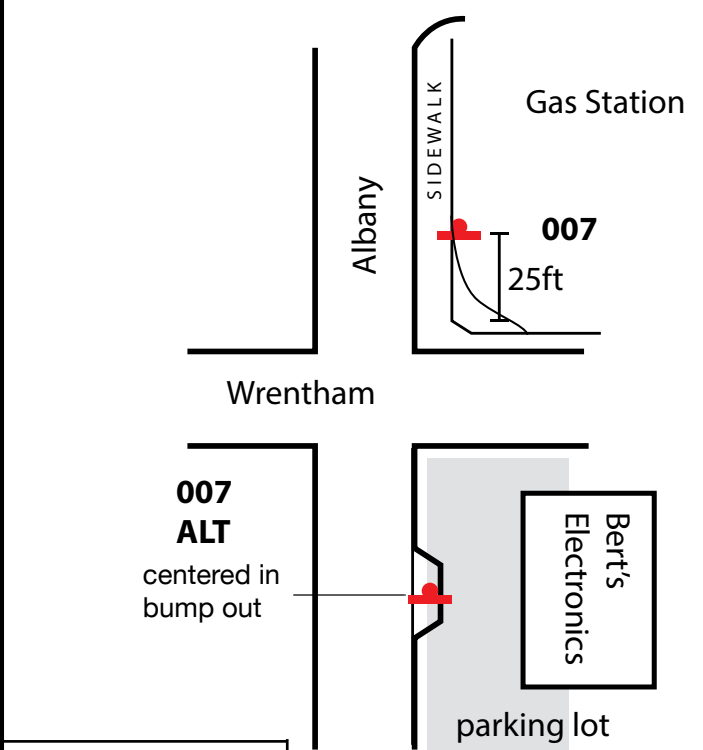 SIDEWALK
Gas Station
Albany
007
25ft
Wrentham
007
ALT
centered in
bump out
Bert's
Electronics
parking lot